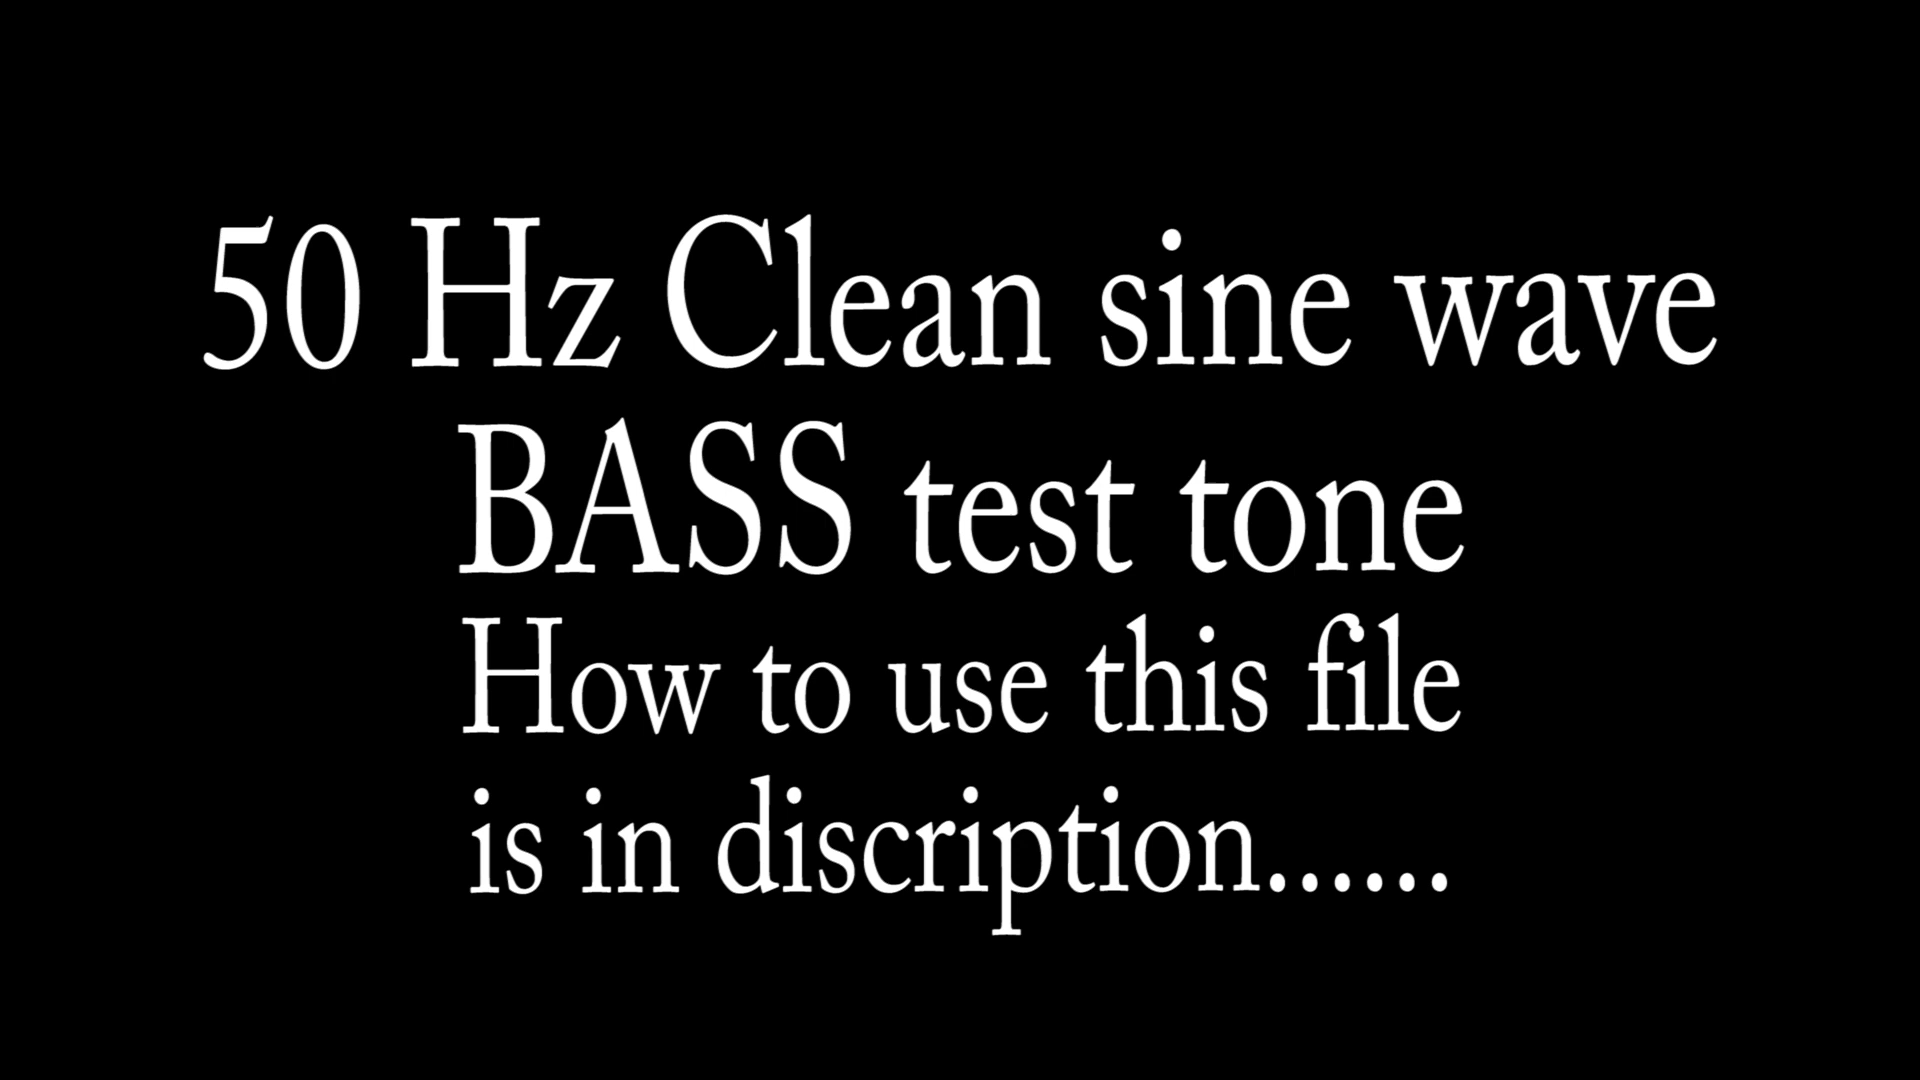 50 Hz Clean sine wave
BASS test tone
How to use this file
is in discription......